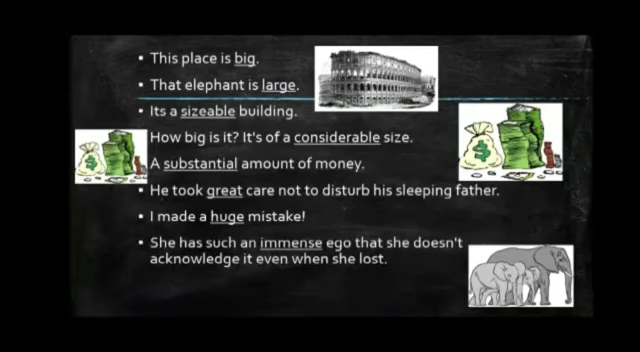 This place is big.
That elephant is large.
Its a sizeable building.
How big is it? It's of a considerable size.
A substantial amount of money.
He took great care not to disturb his sleeping father.
I made a huge mistake!
She has such an immense ego that she doesn't
acknowledge it even when she lost.